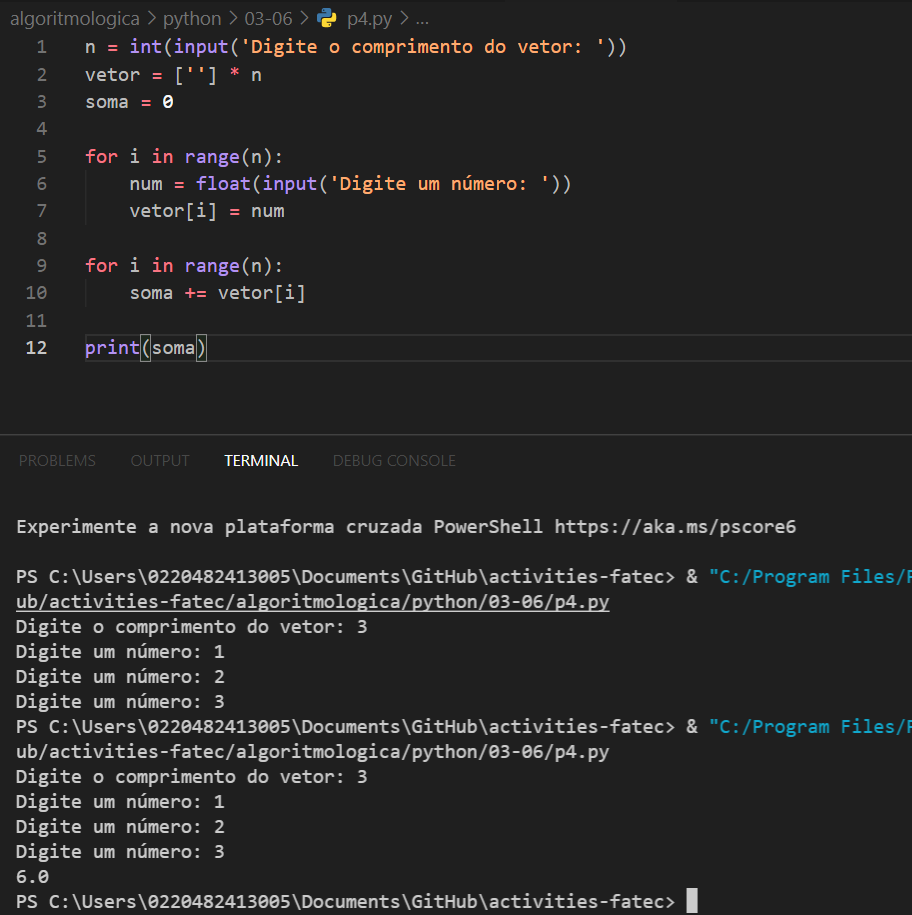 algoritmologica > python > 03-06 > p4.py > ...
1 n = int(input('Digite o comprimento do vetor: '))
2 vetor = [''] * n
3 soma = 0
4
5 for i in range(n):
6     num = float(input('Digite um número: '))
7     vetor[i] = num
8
9 for i in range(n):
10     soma += vetor[i]
11
12 print(soma)
PROBLEMS OUTPUT TERMINAL DEBUG CONSOLE
Experimente a nova plataforma cruzada PowerShell https://aka.ms/pscore6
PS C:\Users\0220482413005\Documents\GitHub\activities-fatec> & "C:/Program Files/
ub/activities-fatec/algoritmologica/python/03-06/p4.py
Digite o comprimento do vetor: 3
Digite um número: 1
Digite um número: 2
Digite um número: 3
PS C:\Users\0220482413005\Documents\GitHub\activities-fatec> & "C:/Program Files/
ub/activities-fatec/algoritmologica/python/03-06/p4.py
Digite o comprimento do vetor: 3
Digite um número: 1
Digite um número: 2
Digite um número: 3
6.0
PS C:\Users\0220482413005\Documents\GitHub\activities-fatec>